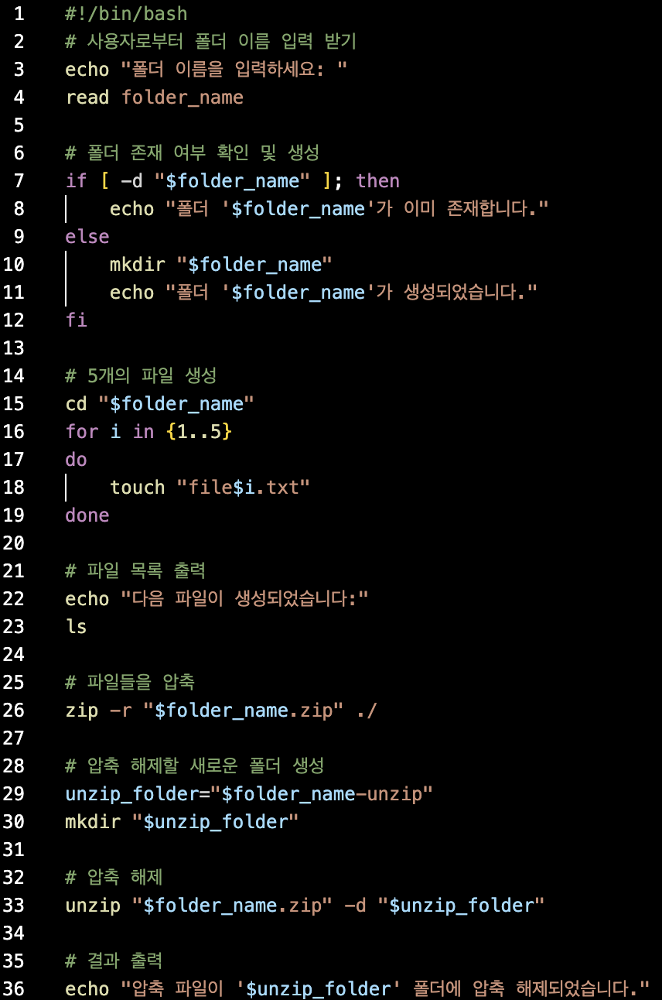 1 #!/bin/bash
2 # 사용자로부터 폴더 이름 입력 받기
3 echo "폴더 이름을 입력하세요: "
4 read folder_name
5
6 # 폴더 존재 여부 확인 및 생성
7 if [ -d "$folder_name" ]; then
8     echo "폴더 '$folder_name'가 이미 존재합니다."
9 else
10     mkdir "$folder_name"
11     echo "폴더 '$folder_name'가 생성되었습니다."
12 fi
13
14 # 5개의 파일 생성
15 cd "$folder_name"
16 for i in {1..5}
17 do
18     touch "file$i.txt"
19 done
20
21 # 파일 목록 출력
22 echo "다음 파일이 생성되었습니다:"
23 ls
24
25 # 파일들을 압축
26 zip -r "$folder_name.zip" ./
27
28 # 압축 해제할 새로운 폴더 생성
29 unzip_folder="$folder_name-unzip"
30 mkdir "$unzip_folder"
31
32 # 압축 해제
33 unzip "$folder_name.zip" -d "$unzip_folder"
34
35 # 결과 출력
36 echo "압축 파일이 '$unzip_folder' 폴더에 압축 해제되었습니다."